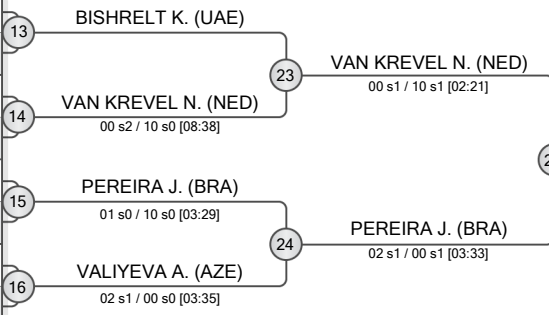 BISHRELT K. (UAE)
13
VAN KREVEL N. (NED)
23
00 s1 / 10 s1 [02:21]
VAN KREVEL N. (NED)
14
00 s2 / 10 s0 [08:38]
PEREIRA J. (BRA)
15
01 s0 / 10 s0 [03:29]
PEREIRA J. (BRA)
24
02 s1 / 00 s1 [03:33]
VALIYEVA A. (AZE)
16
02 s1 / 00 s0 [03:35]